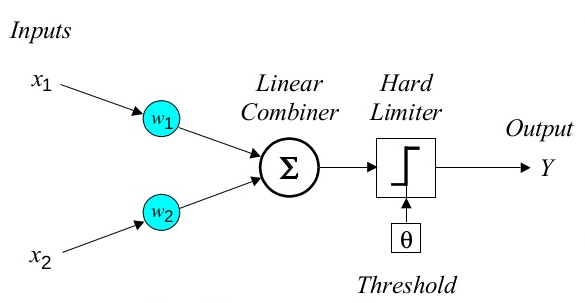 Inputs
x1
w1
Linear
Combiner
Σ
Hard
Limiter
Output
Y
w2
x2
θ
Threshold